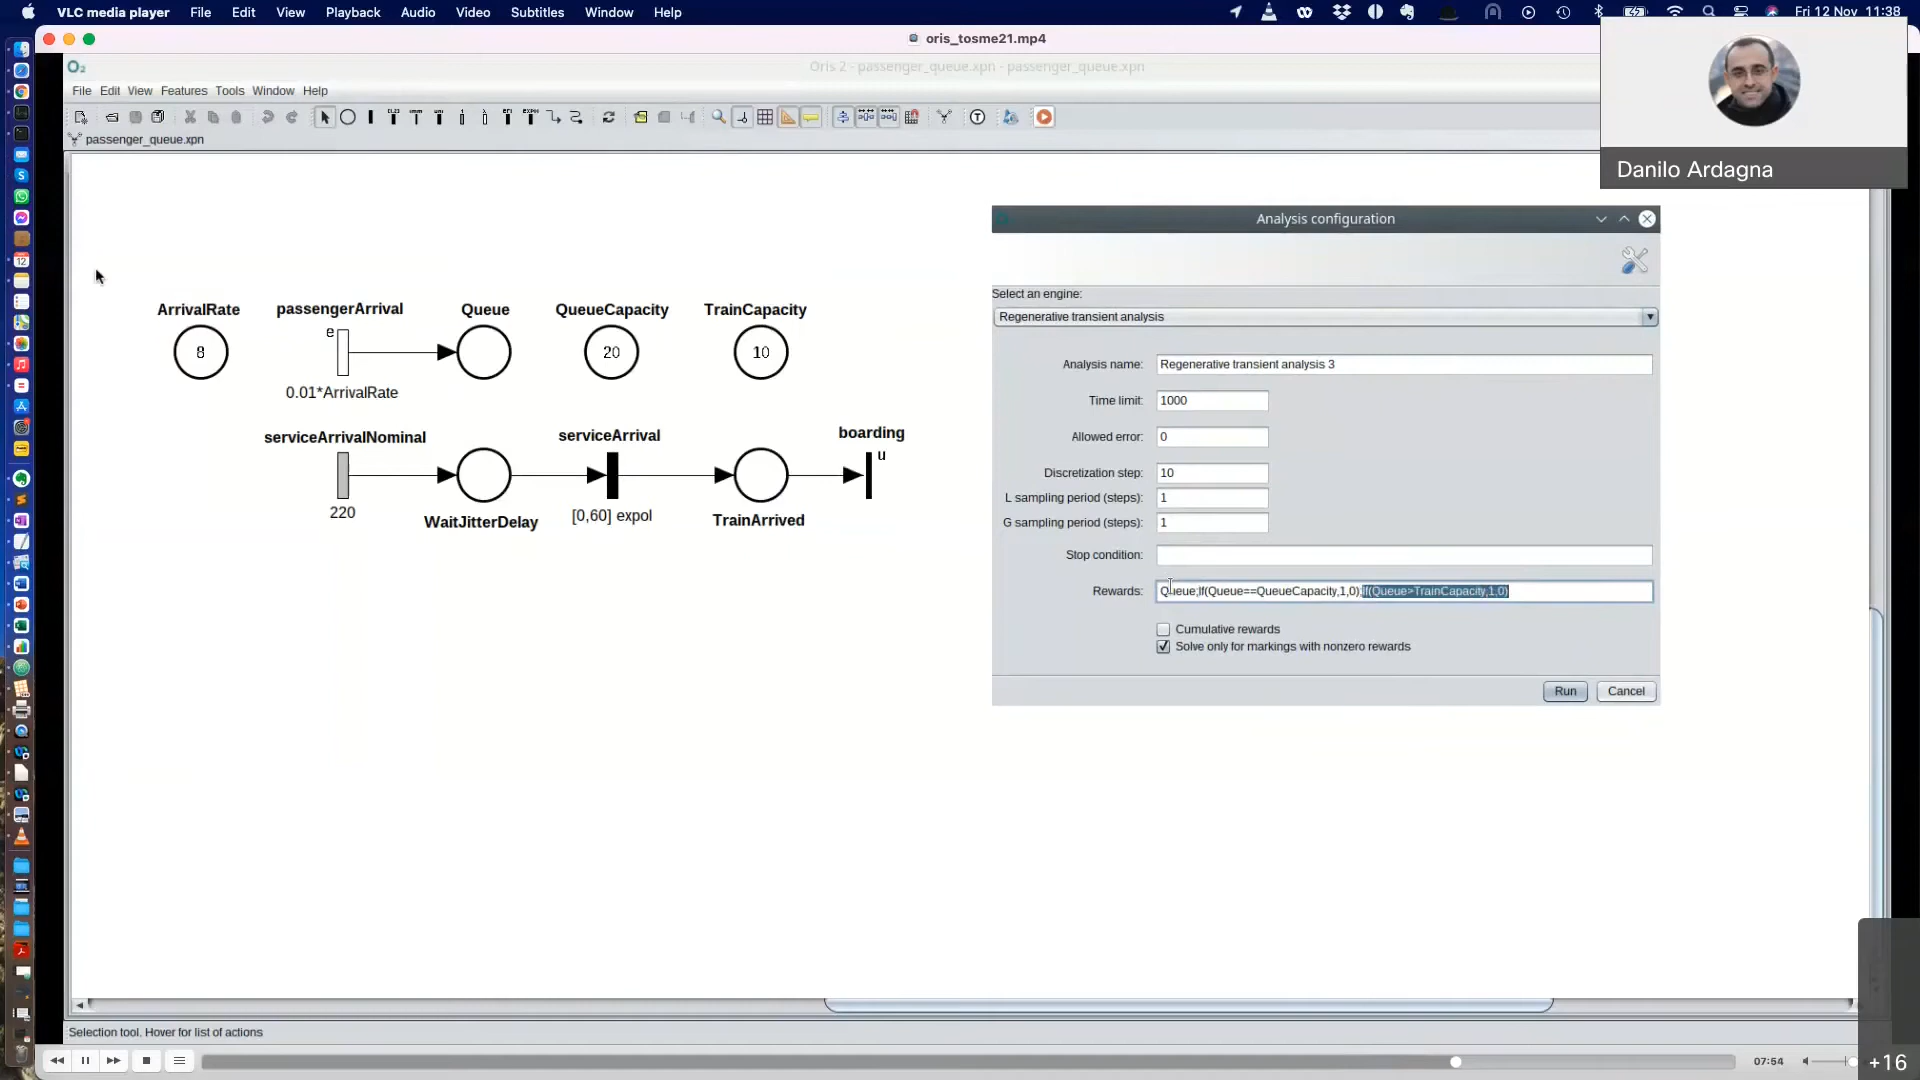 VLC media player File Edit View Playback Audio Video Subtitles Window Help Fri 12 Nov 11:38
oris_tosme21.mp4
Oris 2 - passenger_queue.xpn - passenger_queue.xpn
File Edit View Features Tools Window Help
passenger_queue.xpn
Danilo Ardagna
Analysis configuration
Select an engine:
Regenerative transient analysis
Analysis name: Regenerative transient analysis 3
Time limit: 1000
Allowed error: 0
Discretization step: 10
L sampling period (steps): 1
G sampling period (steps): 1
Stop condition:
Rewards: Queue;If(Queue==QueueCapacity,1,0);If(Queue>TrainCapacity,1,0)
Cumulative rewards
Solve only for markings with nonzero rewards
Run Cancel
ArrivalRate passengerArrival Queue QueueCapacity TrainCapacity
e
8 20 10
0.01*ArrivalRate
serviceArrivalNominal serviceArrival boarding
u
220 WaitJitterDelay [0,60] expol TrainArrived
Selection tool. Hover for list of actions
07:54
+16